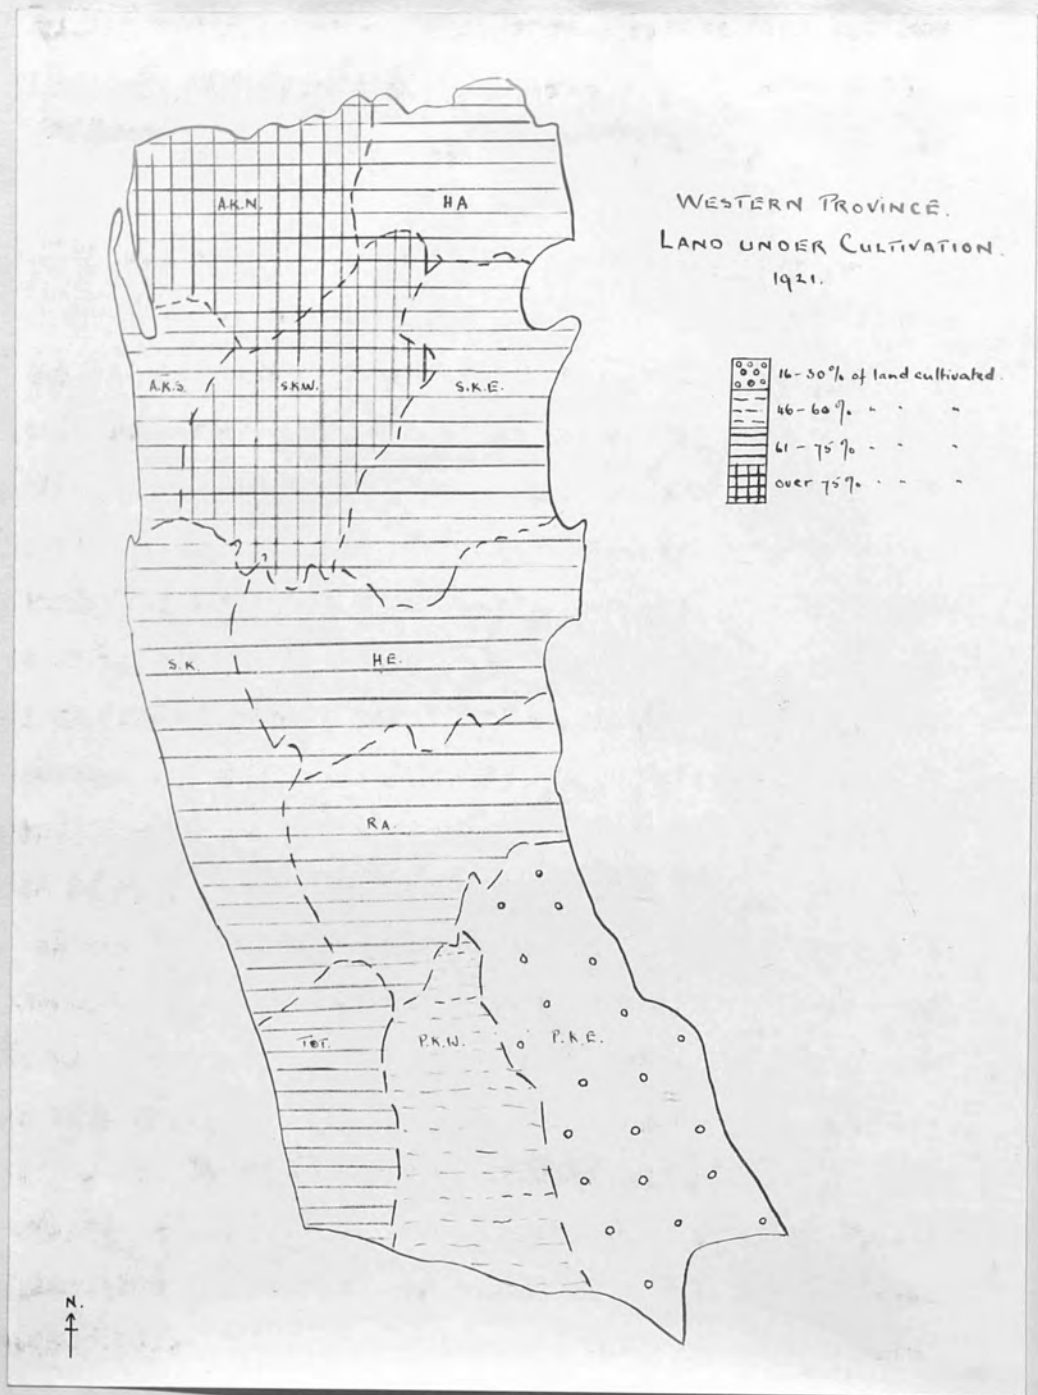 WESTERN PROVINCE.
LAND UNDER CULTIVATION.
1921.
16-30% of land cultivated.
46-60% " " "
61-75% " " "
over 75% " " "
A.K.N.
HA
A.K.S.
S.K.W.
S.K.E.
S.K.
HE.
RA.
TOT.
P.K.W.
P.K.E.
N.